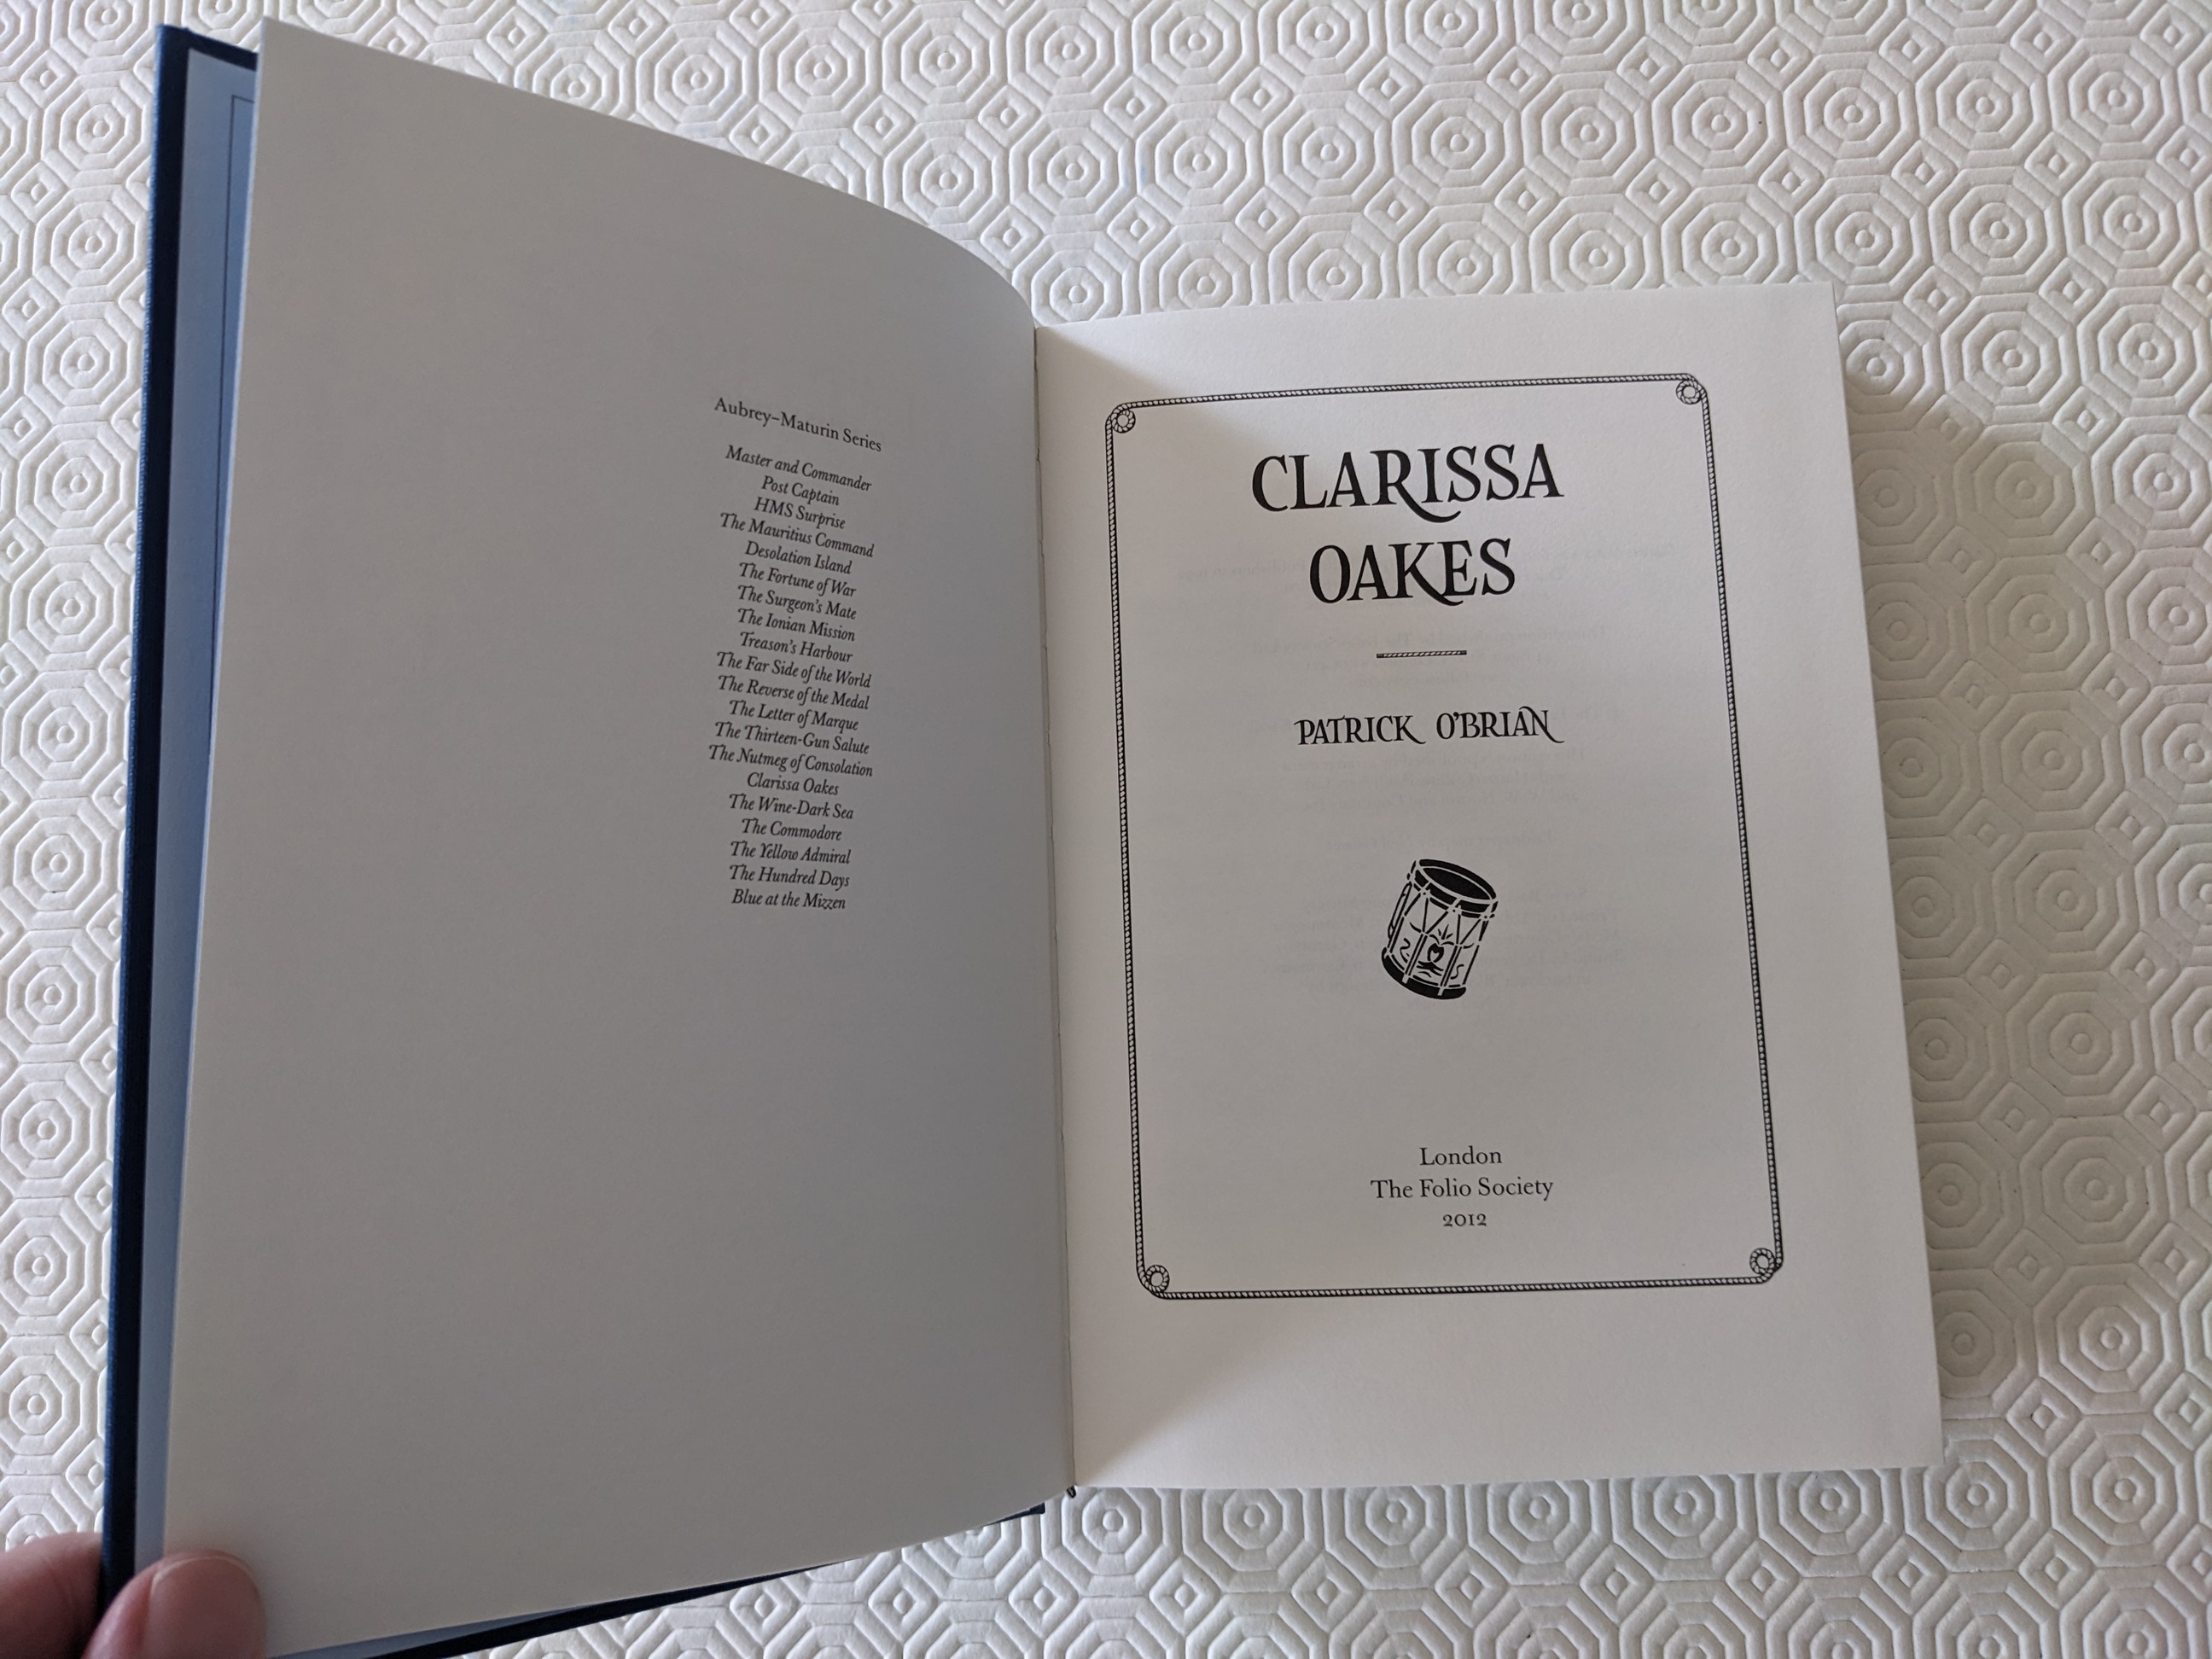 Aubrey–Maturin Series
Master and Commander
Post Captain
HMS Surprise
The Mauritius Command
Desolation Island
The Fortune of War
The Surgeon's Mate
The Ionian Mission
Treason's Harbour
The Far Side of the World
The Reverse of the Medal
The Letter of Marque
The Thirteen-Gun Salute
The Nutmeg of Consolation
Clarissa Oakes
The Wine-Dark Sea
The Commodore
The Yellow Admiral
The Hundred Days
Blue at the Mizzen
CLARISSA
OAKES
PATRICK O'BRIAN
London
The Folio Society
2012